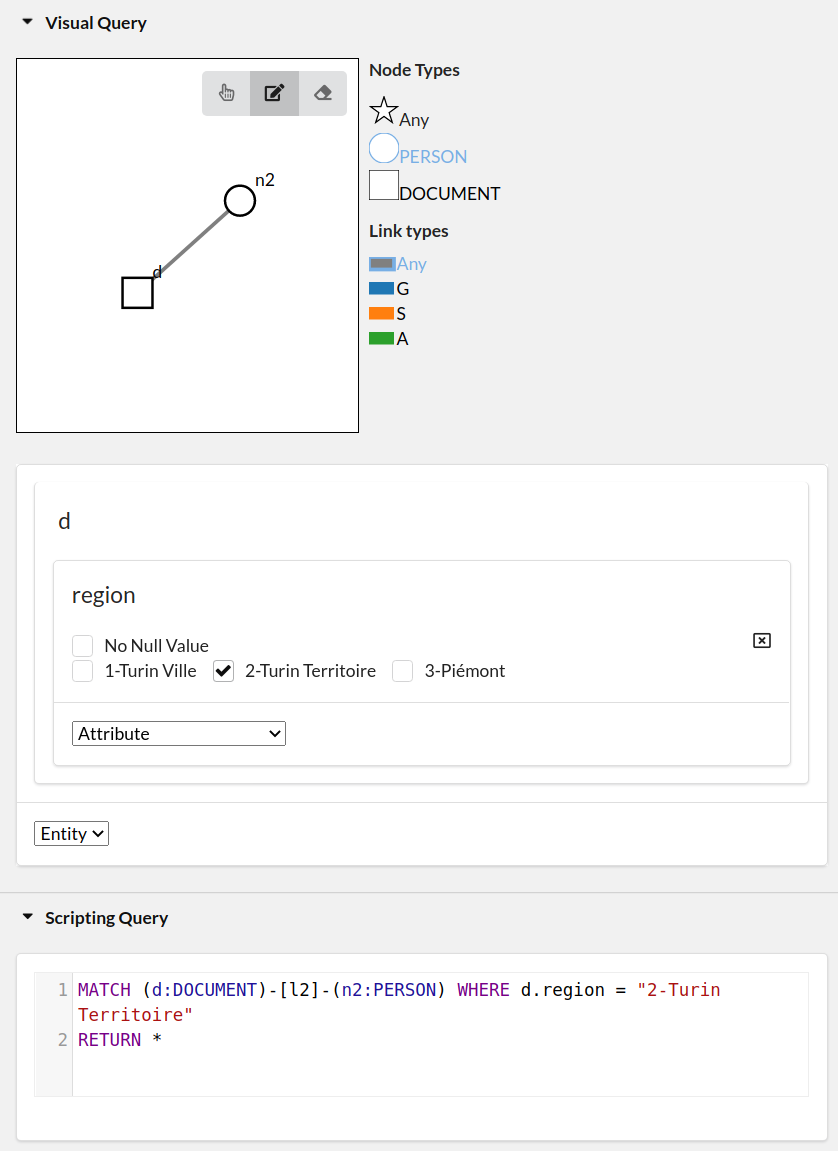 Visual Query
n2
d
Node Types
Any
PERSON
DOCUMENT
Link types
Any
G
S
A
d
region
No Null Value
1-Turin Ville 2-Turin Territoire 3-Piémont
Attribute
Entity
Scripting Query
1 MATCH (d:DOCUMENT)-[l2]-(n2:PERSON) WHERE d.region = "2-Turin
Territoire"
2 RETURN *